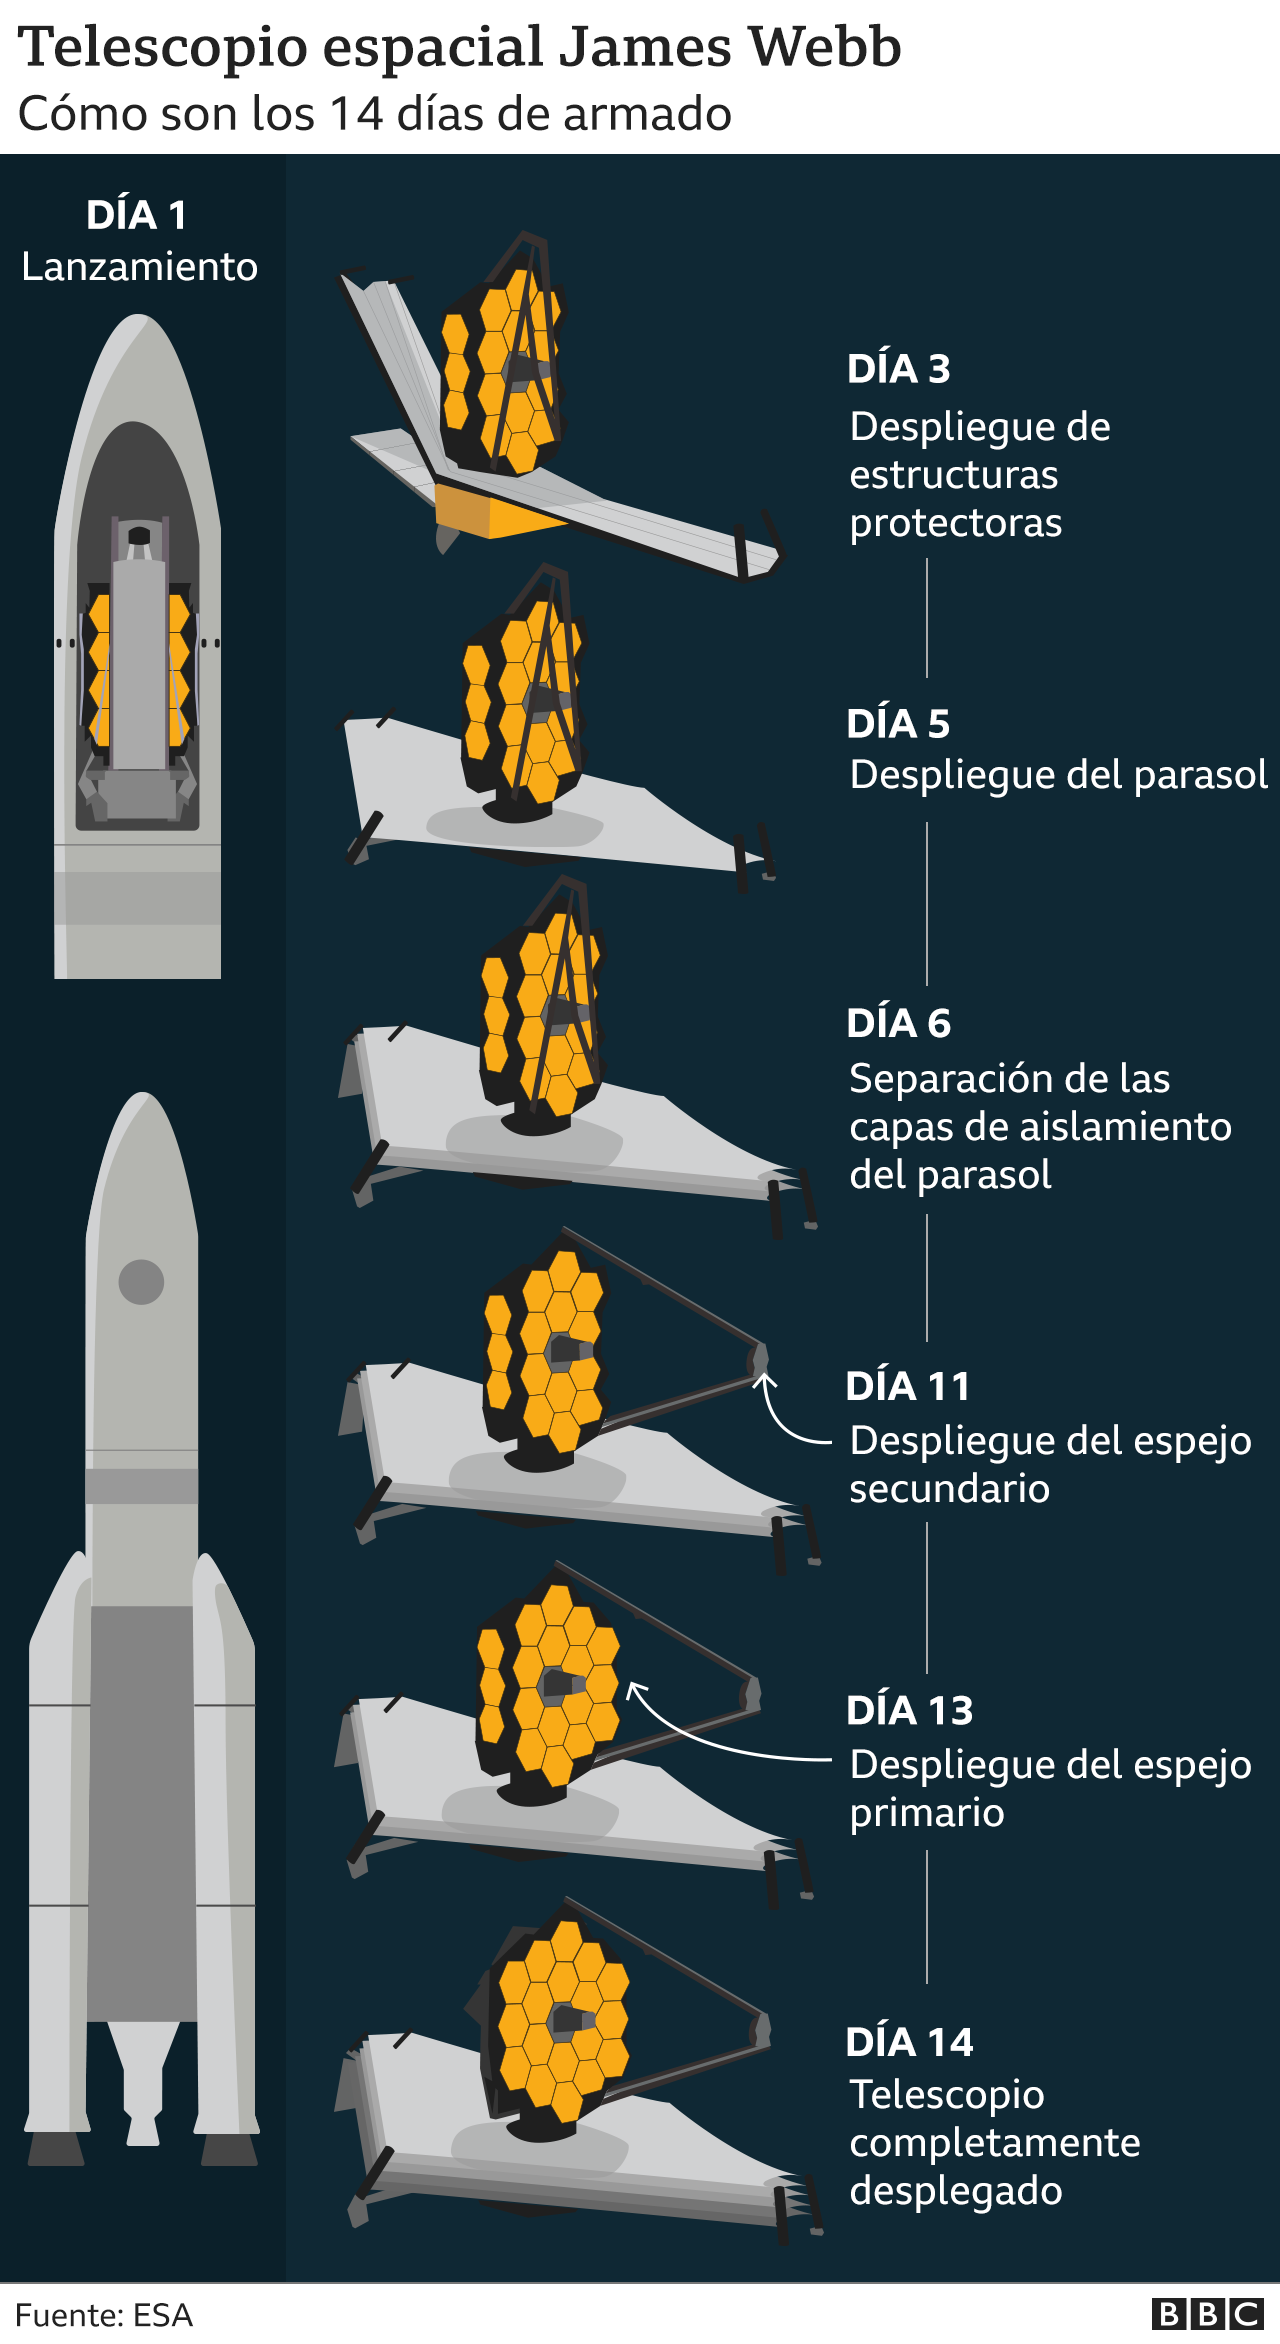 Telescopio espacial James Webb
Cómo son los 14 días de armado
DÍA 1
Lanzamiento
DÍA 3
Despliegue de
estructuras
protectoras
DÍA 5
Despliegue del parasol
DÍA 6
Separación de las
capas de aislamiento
del parasol
DÍA 11
Despliegue del espejo
secundario
DÍA 13
Despliegue del espejo
primario
DÍA 14
Telescopio
completamente
desplegado
Fuente: ESA
BBC